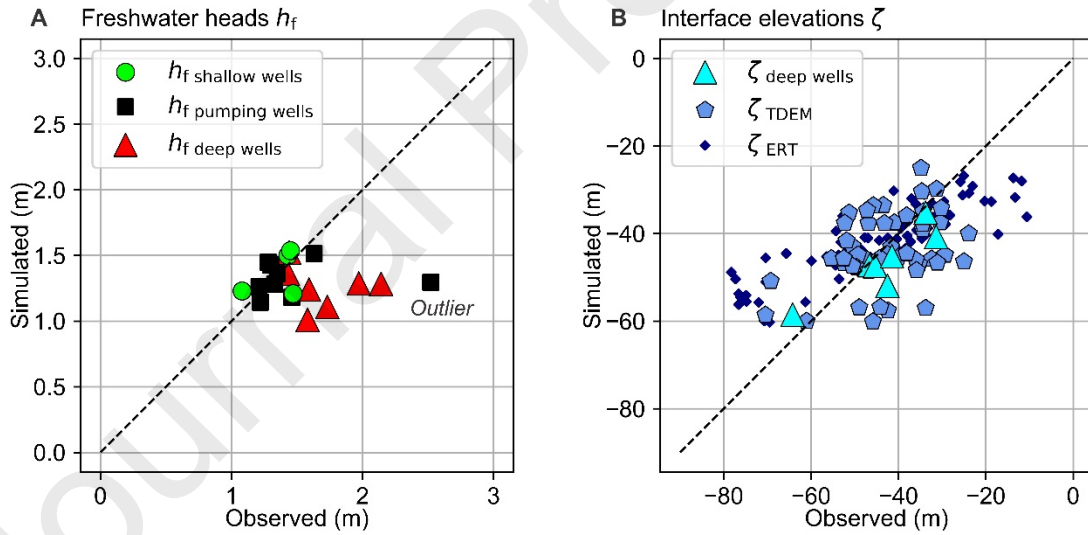 A Freshwater heads hf
3.0
2.5
2.0
1.5
1.0
0.5
0.0
Simulated (m)
hf shallow wells
hf pumping wells
hf deep wells
Outlier
0 1 2 3
Observed (m)
B Interface elevations ζ
0
−20
−40
−60
−80
Simulated (m)
ζ deep wells
ζ TDEM
ζ ERT
−80 −60 −40 −20 0
Observed (m)